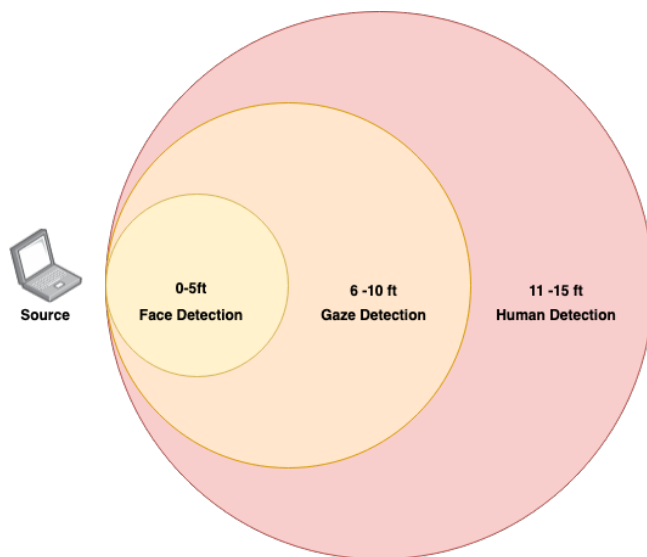 0-5ft
Face Detection
6 -10 ft
Gaze Detection
11 -15 ft
Human Detection
Source